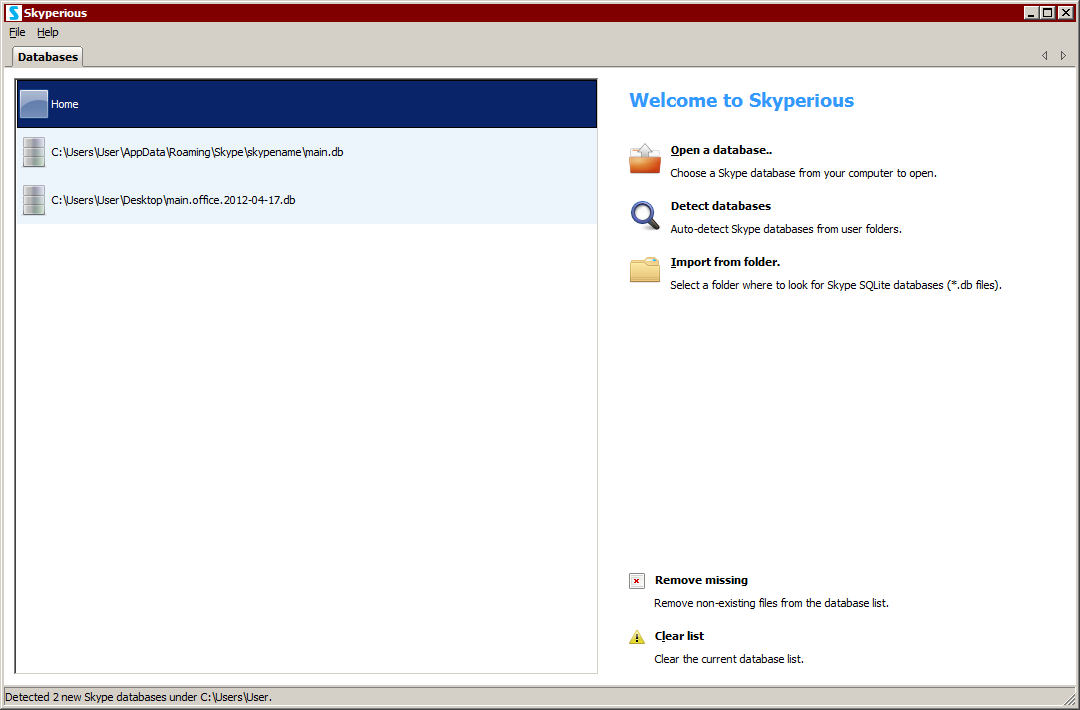 Skyperious
File Help
Databases
Home
C:\Users\User\AppData\Roaming\Skype\skypename\main.db
C:\Users\User\Desktop\main.office.2012-04-17.db
Welcome to Skyperious
Open a database..
Choose a Skype database from your computer to open.
Detect databases
Auto-detect Skype databases from user folders.
Import from folder.
Select a folder where to look for Skype SQLite databases (*.db files).
Remove missing
Remove non-existing files from the database list.
Clear list
Clear the current database list.
Detected 2 new Skype databases under C:\Users\User.